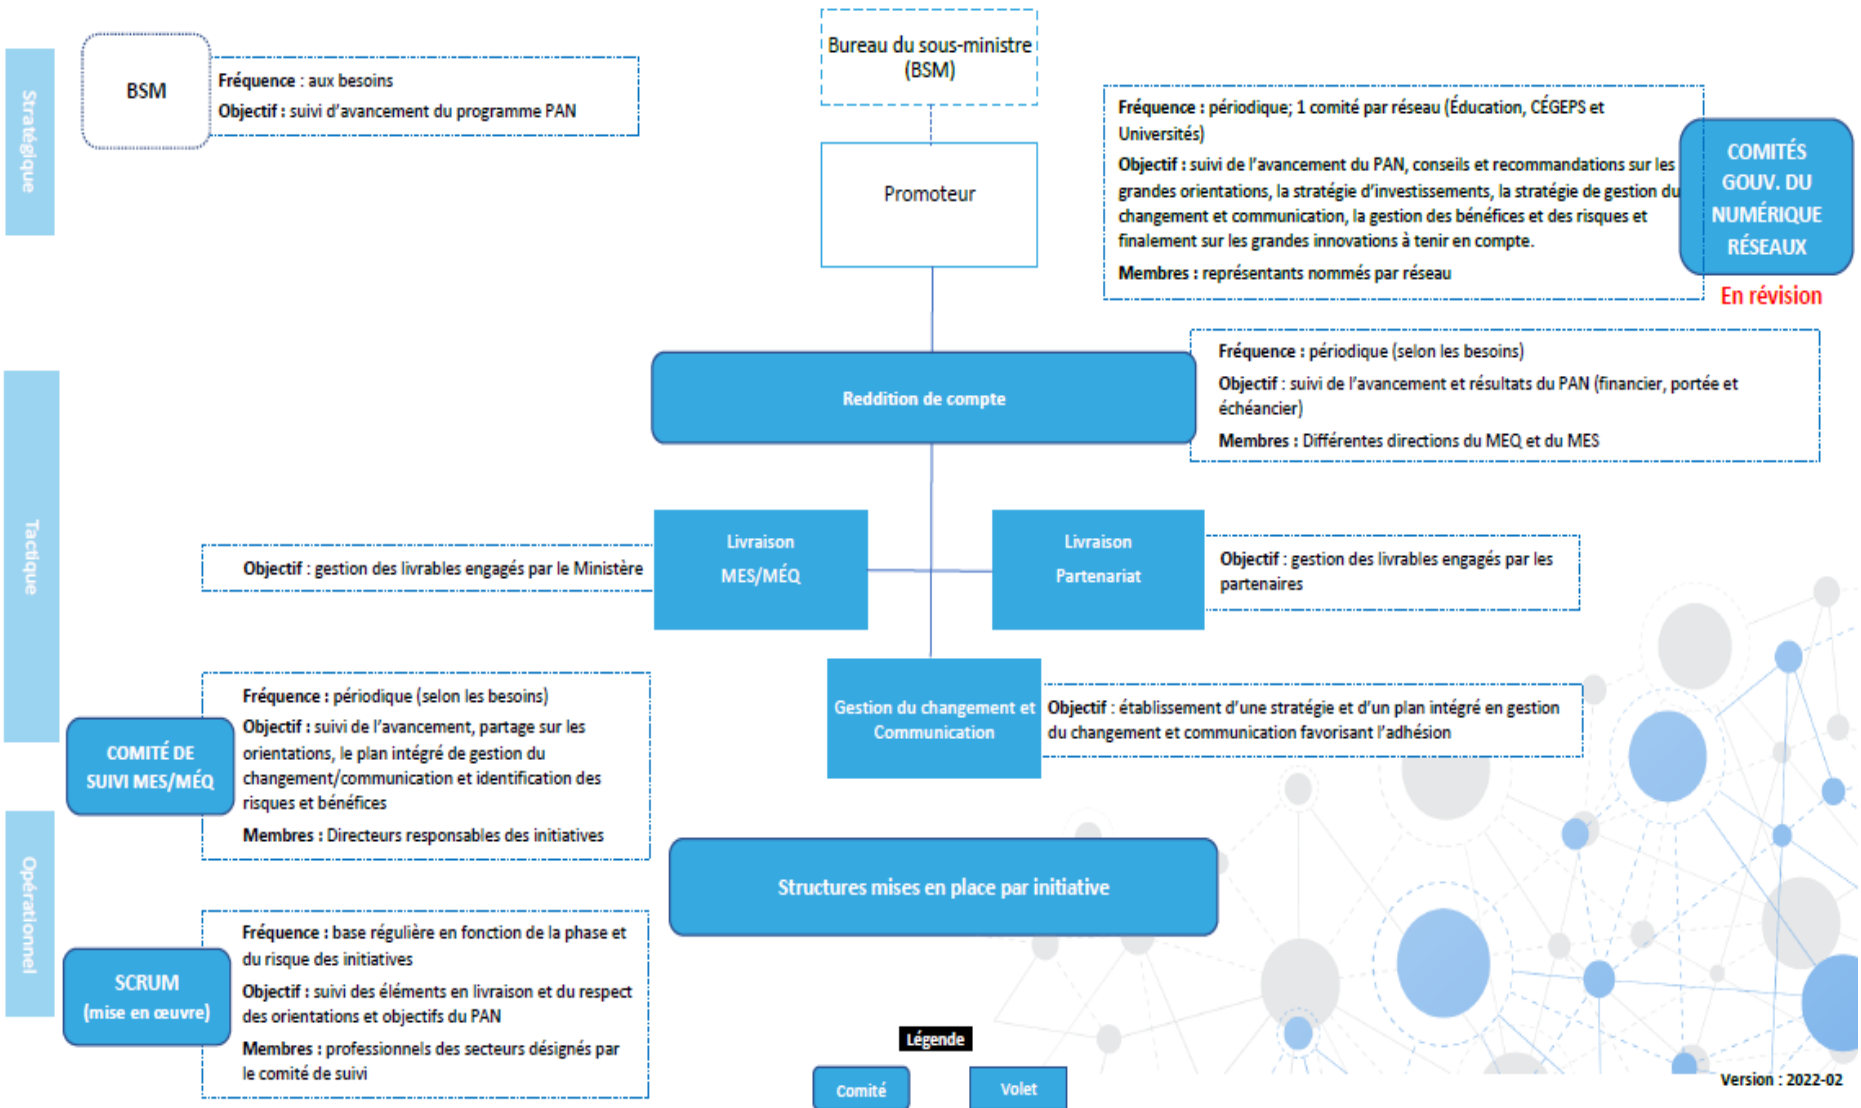 Stratégique
BSM
Fréquence : aux besoins
Objectif : suivi d'avancement du programme PAN
Bureau du sous-ministre
(BSM)
Promoteur
Fréquence : périodique; 1 comité par réseau (Éducation, CÉGEPS et
Universités)
Objectif : suivi de l'avancement du PAN, conseils et recommandations sur les
grandes orientations, la stratégie d'investissements, la stratégie de gestion du
changement et communication, la gestion des bénéfices et des risques et
finalement sur les grandes innovations à tenir en compte.
Membres : représentants nommés par réseau
COMITÉS
GOUV. DU
NUMÉRIQUE
RÉSEAUX
En révision
Reddition de compte
Fréquence : périodique (selon les besoins)
Objectif : suivi de l'avancement et résultats du PAN (financier, portée et
échéancier)
Membres : Différentes directions du MEQ et du MES
Tactique
Objectif : gestion des livrables engagés par le Ministère
Livraison
MES/MÉQ
Livraison
Partenariat
Objectif : gestion des livrables engagés par les
partenaires
Gestion du changement et
Communication
Objectif : établissement d'une stratégie et d'un plan intégré en gestion
du changement et communication favorisant l'adhésion
COMITÉ DE
SUIVI MES/MÉQ
Fréquence : périodique (selon les besoins)
Objectif : suivi de l'avancement, partage sur les
orientations, le plan intégré de gestion du
changement/communication et identification des
risques et bénéfices
Membres : Directeurs responsables des initiatives
Structures mises en place par initiative
Opérationnel
SCRUM
(mise en œuvre)
Fréquence : base régulière en fonction de la phase et
du risque des initiatives
Objectif : suivi des éléments en livraison et du respect
des orientations et objectifs du PAN
Membres : professionnels des secteurs désignés par
le comité de suivi
Légende
Comité
Volet
Version : 2022-02